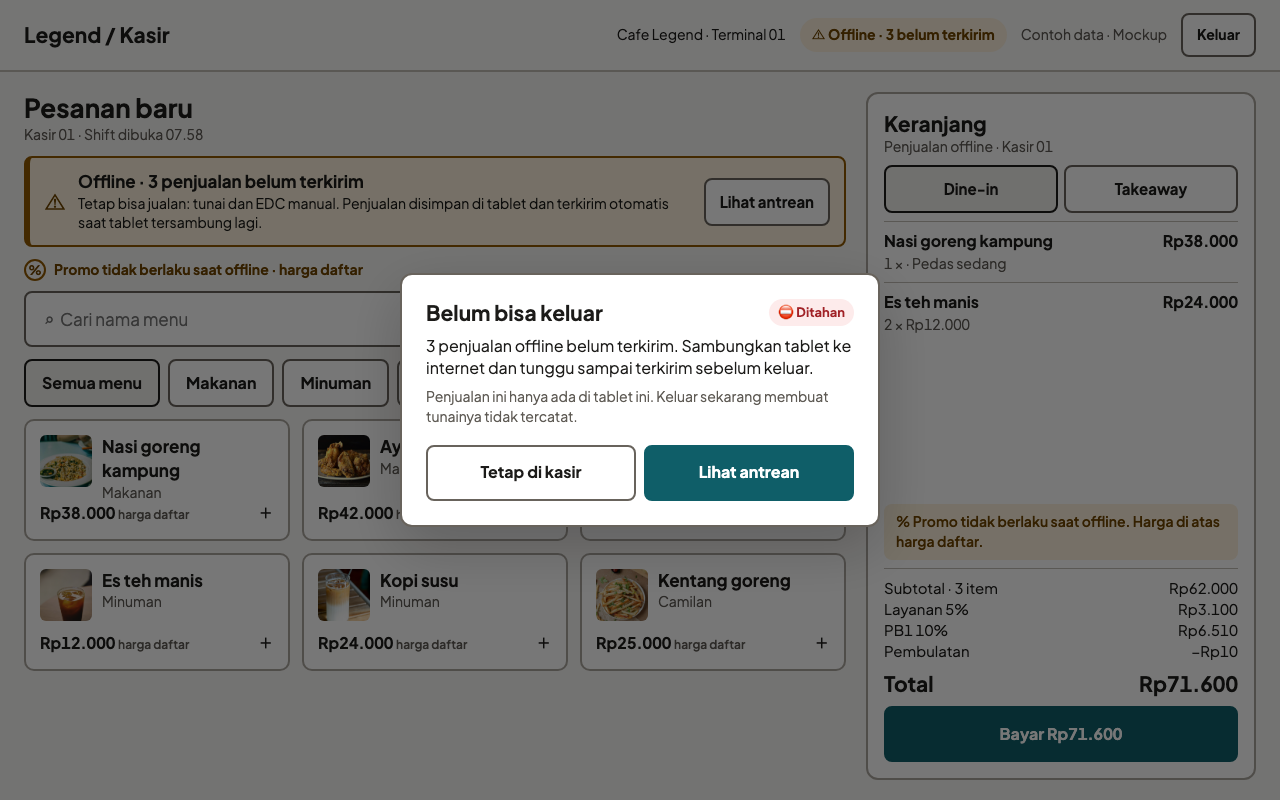 Legend / Kasir
Cafe Legend · Terminal 01
⚠ Offline · 3 belum terkirim
Contoh data · Mockup
Keluar
Pesanan baru
Kasir 01 · Shift dibuka 07.58
Offline · 3 penjualan belum terkirim
Tetap bisa jualan: tunai dan EDC manual. Penjualan disimpan di tablet dan terkirim otomatis
saat tablet tersambung lagi.
Lihat antrean
% Promo tidak berlaku saat offline · harga daftar
Cari nama menu
Semua menu
Makanan
Minuman
Nasi goreng
kampung
Makanan
Rp38.000 harga daftar
+
Rp42.000
Es teh manis
Minuman
Rp12.000 harga daftar
+
Kopi susu
Minuman
Rp24.000 harga daftar
+
Kentang goreng
Camilan
Rp25.000 harga daftar
+
Belum bisa keluar
Ditahan
3 penjualan offline belum terkirim. Sambungkan tablet ke
internet dan tunggu sampai terkirim sebelum keluar.
Penjualan ini hanya ada di tablet ini. Keluar sekarang membuat
tunainya tidak tercatat.
Tetap di kasir
Lihat antrean
Keranjang
Penjualan offline · Kasir 01
Dine-in
Takeaway
Nasi goreng kampung
Rp38.000
1 × · Pedas sedang
Es teh manis
Rp24.000
2 × Rp12.000
% Promo tidak berlaku saat offline. Harga di atas
harga daftar.
Subtotal · 3 item
Rp62.000
Layanan 5%
Rp3.100
PB1 10%
Rp6.510
Pembulatan
−Rp10
Total
Rp71.600
Bayar Rp71.600